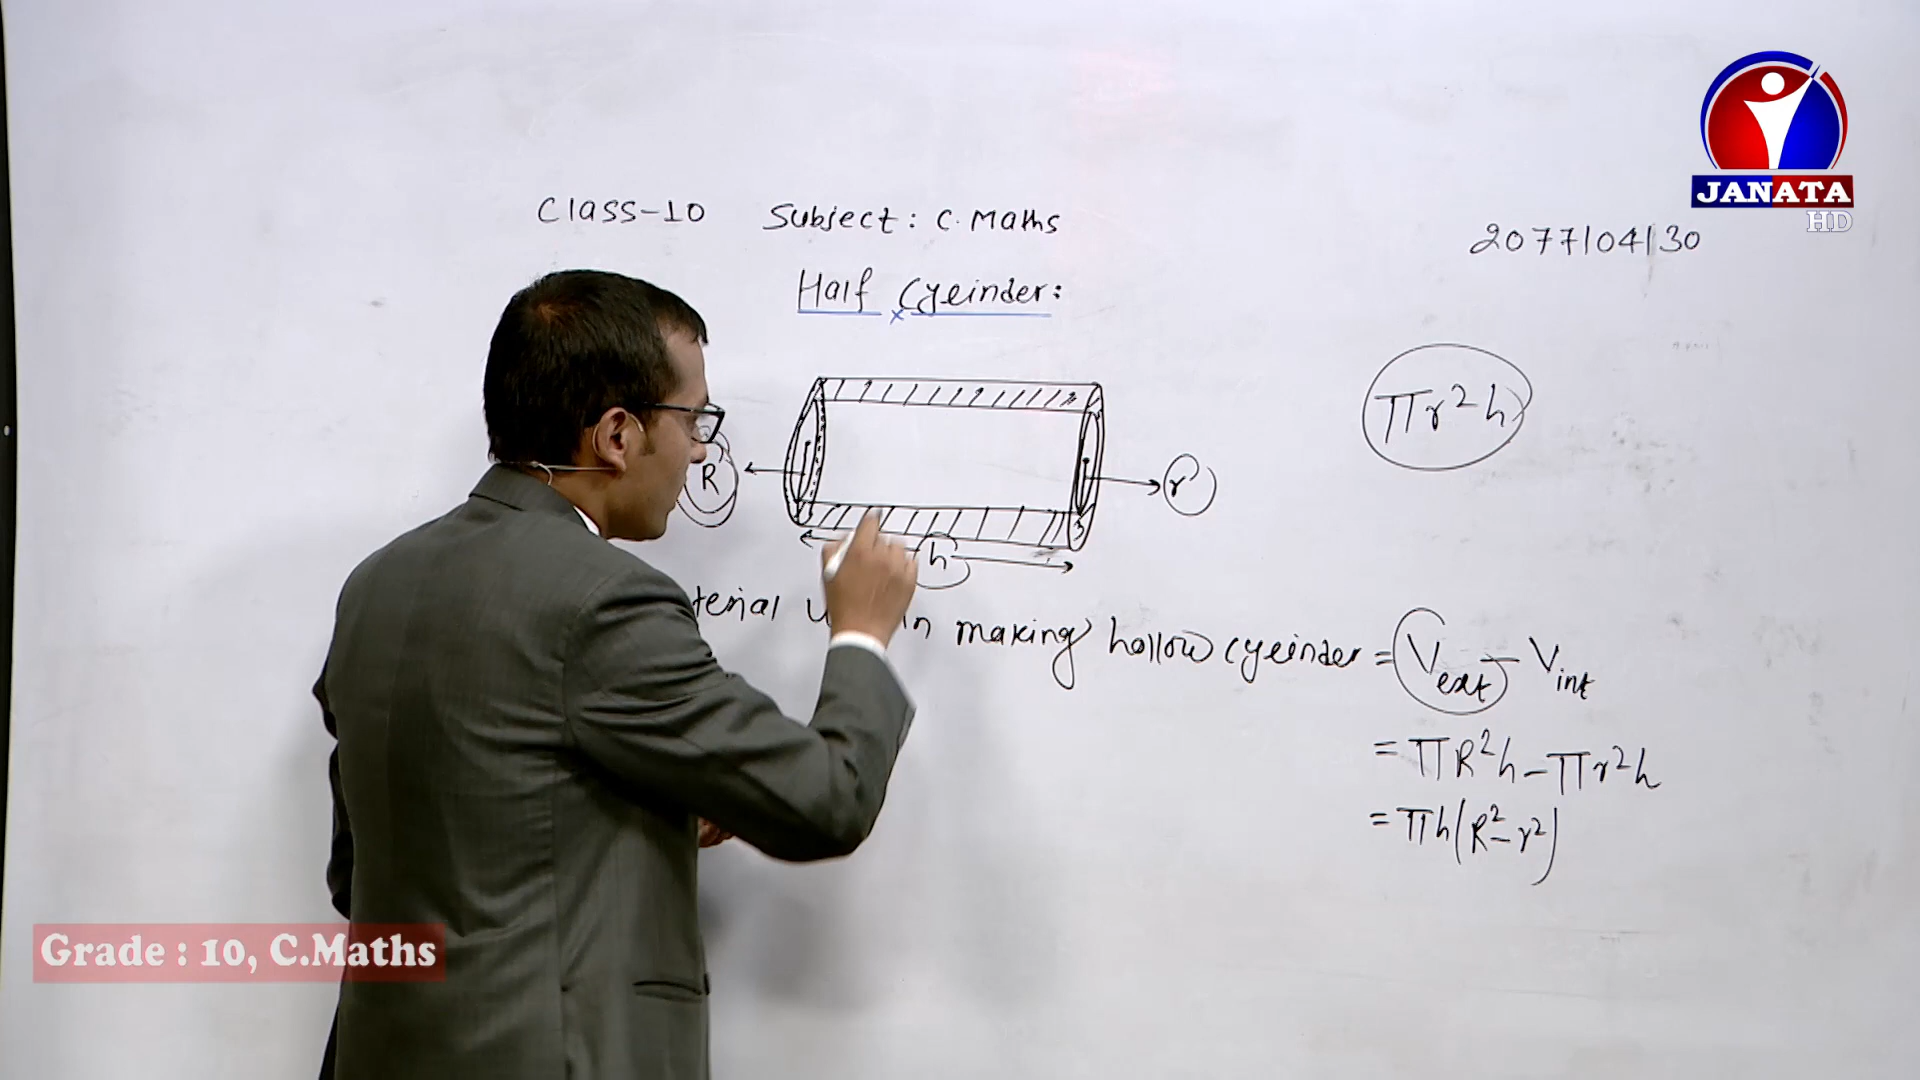 JANATA
HD
Class-10 Subject: C. Maths
2077/04/30
Half Cyeinder:
πr²h
R
r
h
terial in making hollow cyeinder = Vext - Vint
= πR²h - πr²h
= πh(R²-r²)
Grade : 10, C.Maths